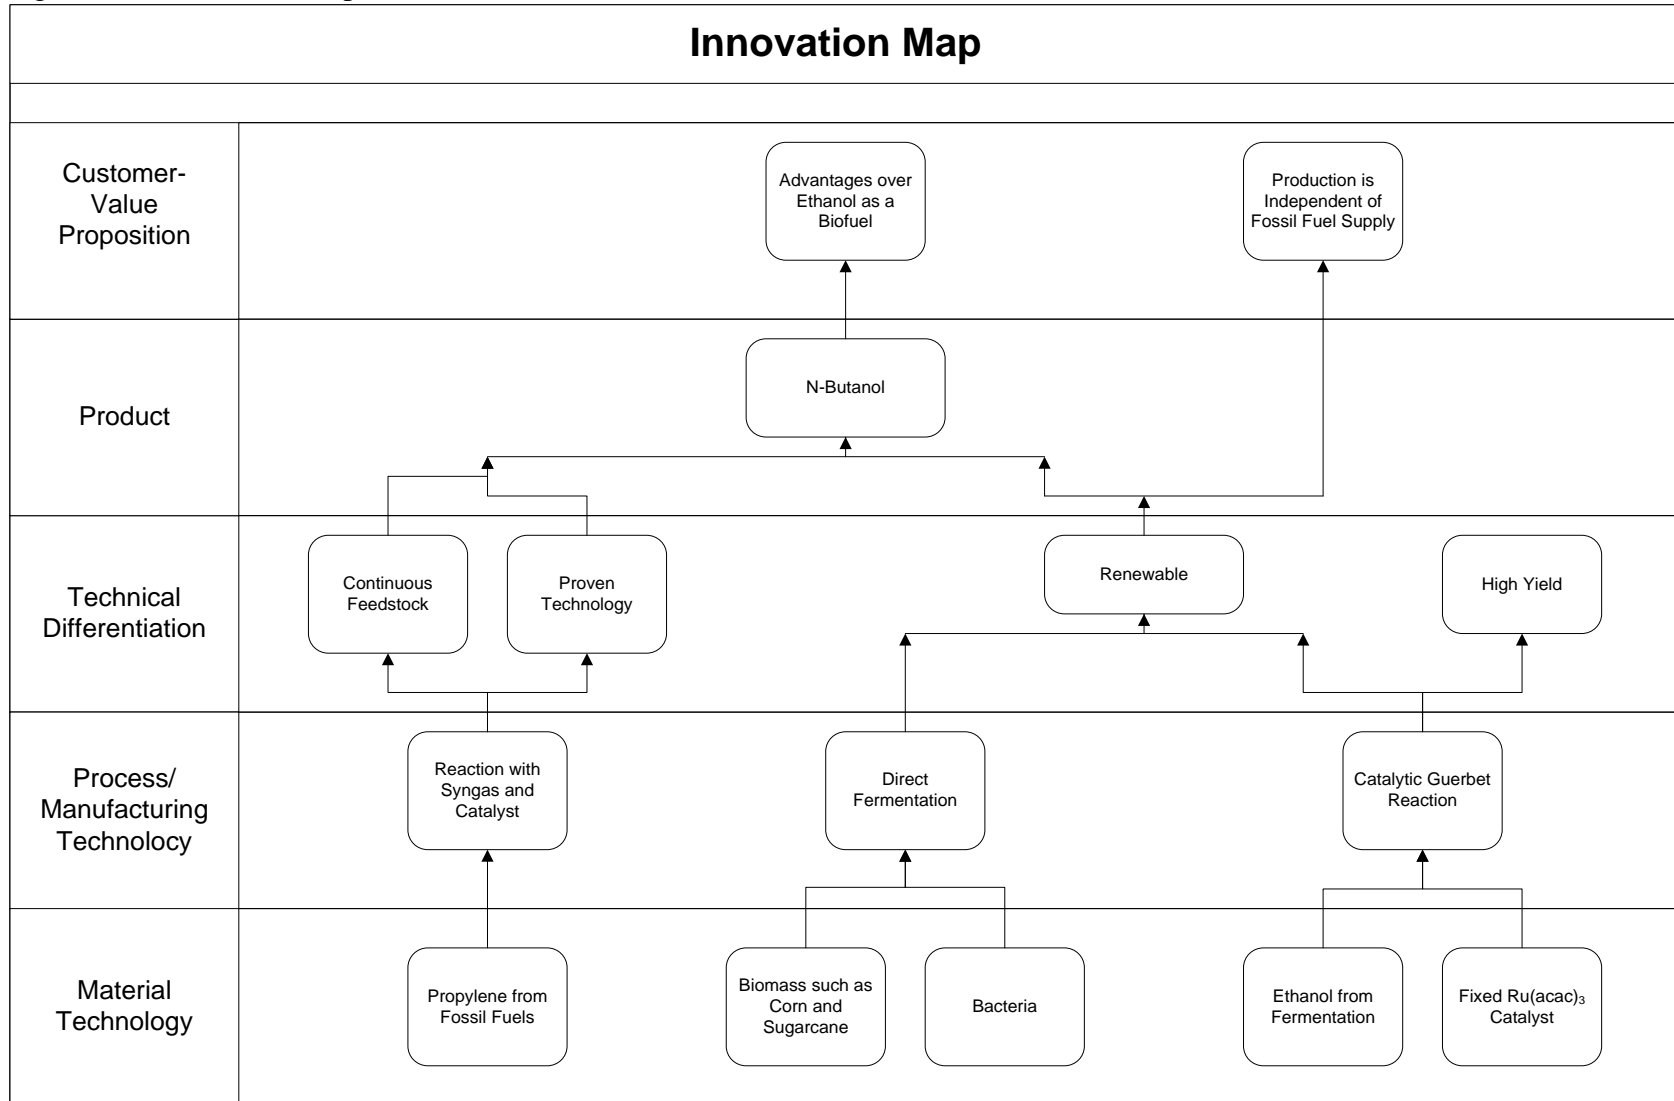 Innovation Map
Customer-
Value
Proposition
Advantages over
Ethanol as a
Biofuel
Production is
Independent of
Fossil Fuel Supply
Product
N-Butanol
Technical
Differentiation
Continuous
Feedstock
Proven
Technology
Renewable
High Yield
Process/
Manufacturing
Technolocy
Reaction with
Syngas and
Catalyst
Direct
Fermentation
Catalytic Guerbet
Reaction
Material
Technology
Propylene from
Fossil Fuels
Biomass such as
Corn and
Sugarcane
Bacteria
Ethanol from
Fermentation
Fixed Ru(acac)₃
Catalyst